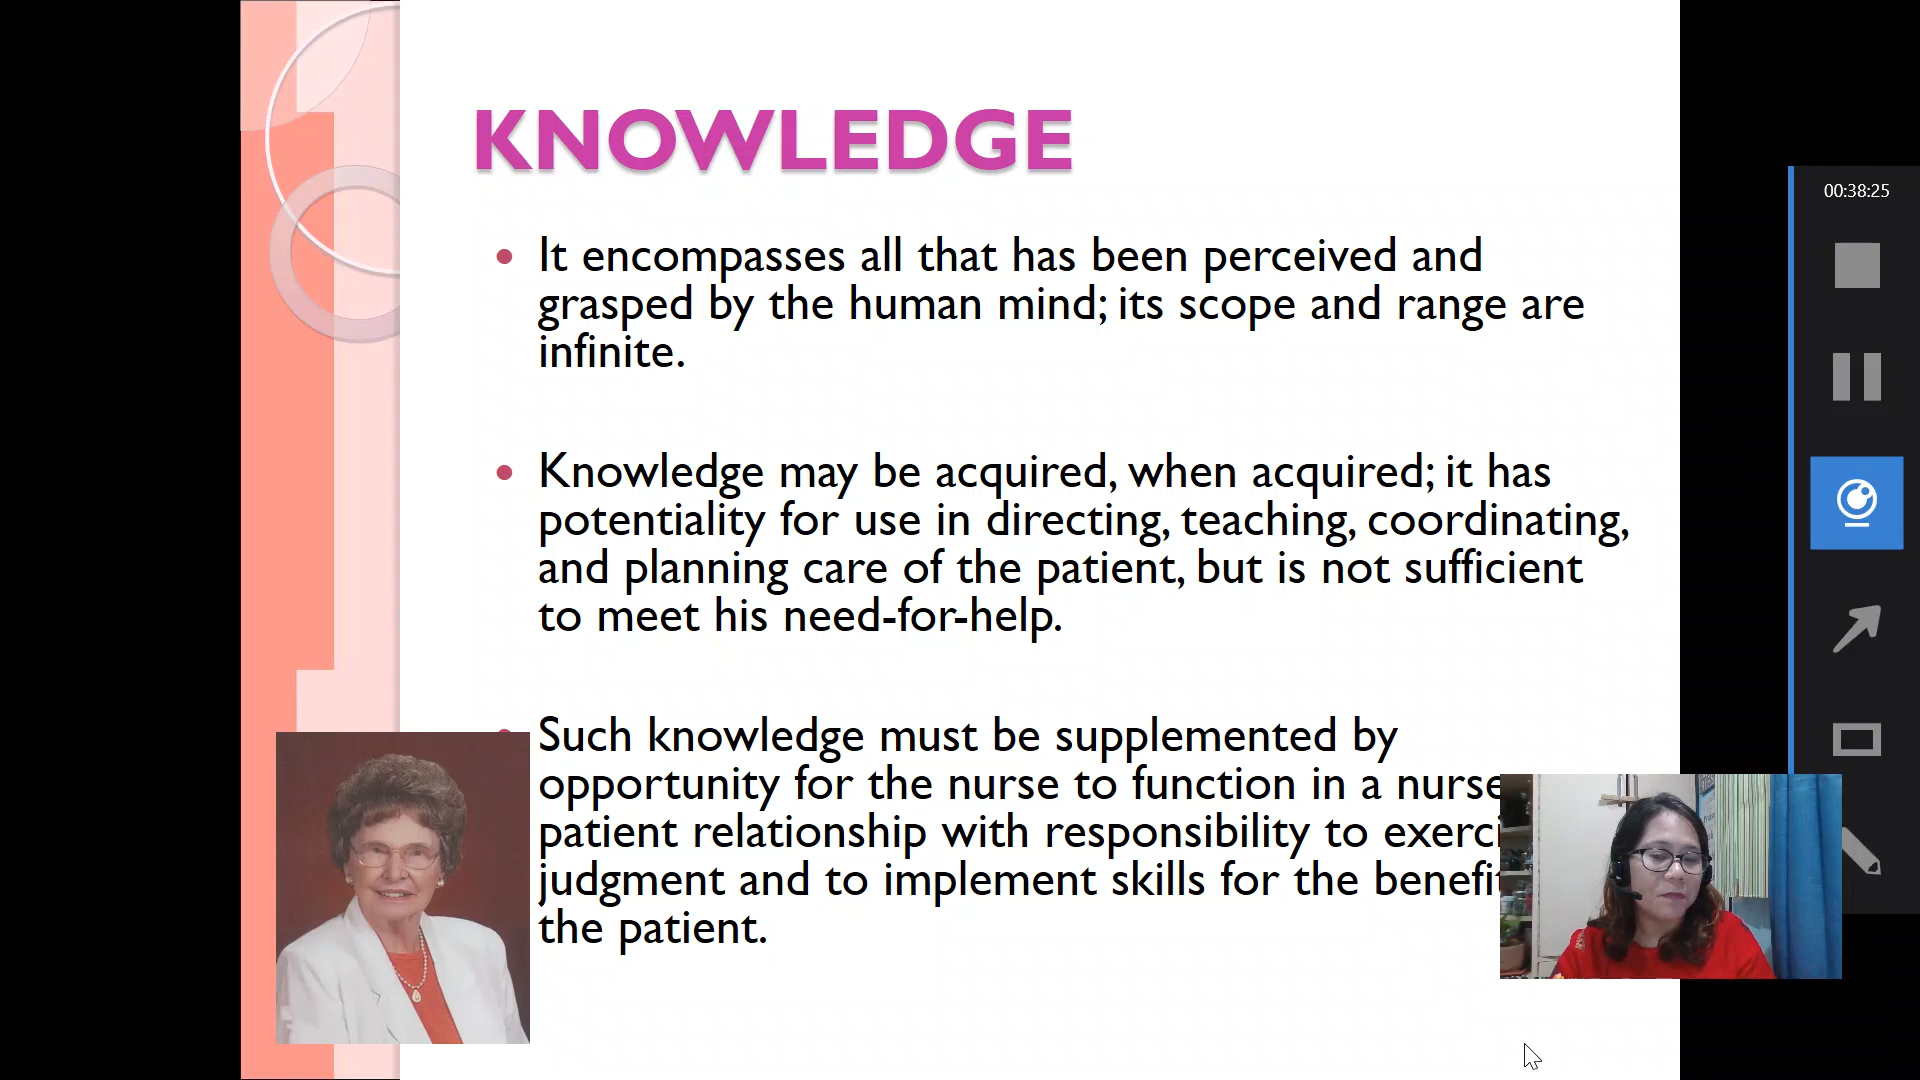 KNOWLEDGE
It encompasses all that has been perceived and
grasped by the human mind; its scope and range are
infinite.
Knowledge may be acquired, when acquired; it has
potentiality for use in directing, teaching, coordinating,
and planning care of the patient, but is not sufficient
to meet his need-for-help.
Such knowledge must be supplemented by
opportunity for the nurse to function in a nurse
patient relationship with responsibility to
judgment and to implement skills for the benefit
the patient.
00:38:25